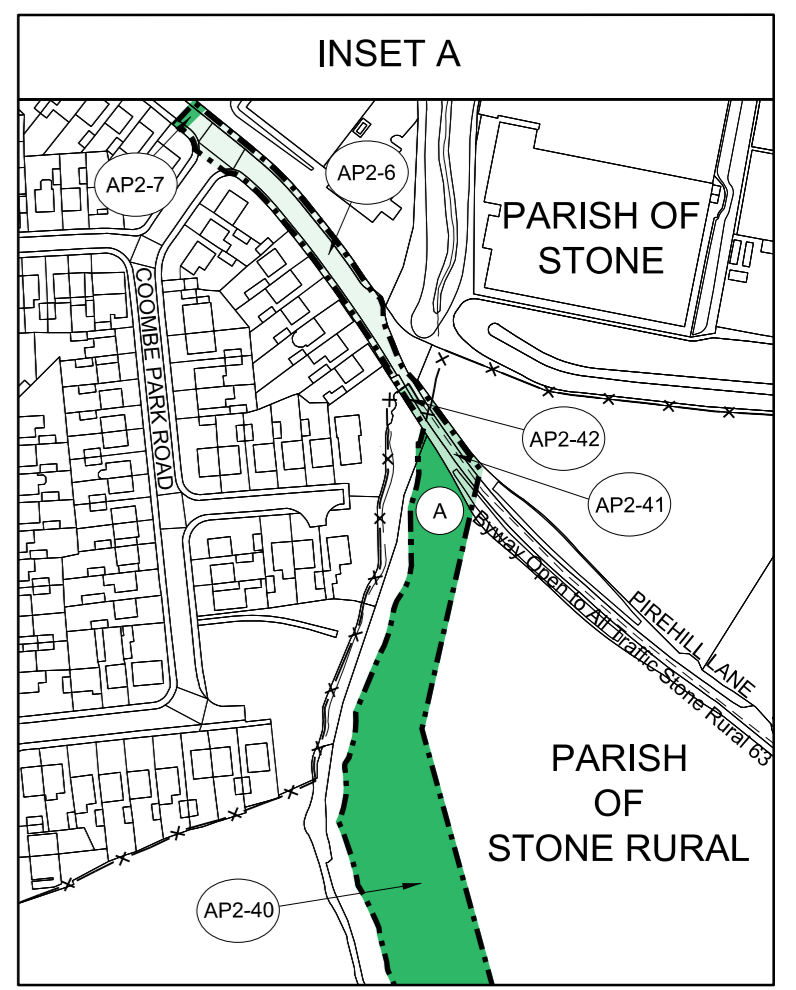 INSET A
AP2-7
AP2-6
PARISH OF
STONE
COOMBE PARK ROAD
AP2-42
AP2-41
A
Byway Open to All Traffic Stone Rural 63
PIREHILL LANE
PARISH
OF
STONE RURAL
AP2-40